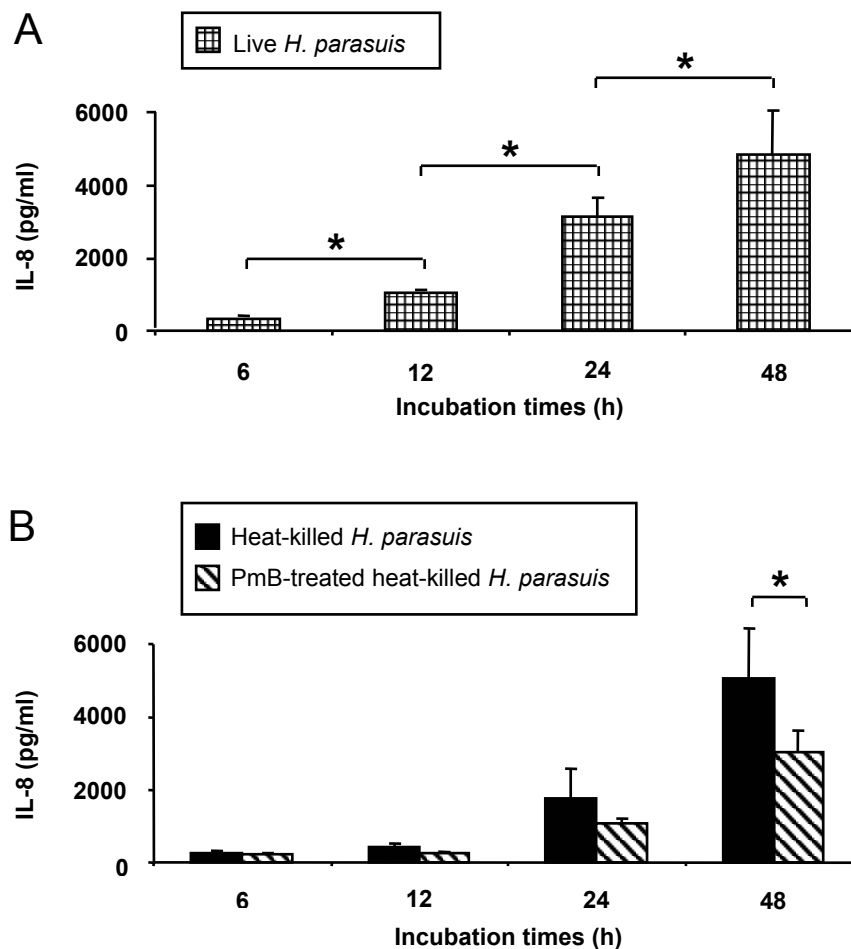 A
Live H. parasuis
*
*
*
6000
4000
2000
0
IL-8 (pg/ml)
6 12 24 48
Incubation times (h)
B
Heat-killed H. parasuis
PmB-treated heat-killed H. parasuis
*
6000
4000
2000
0
IL-8 (pg/ml)
6 12 24 48
Incubation times (h)